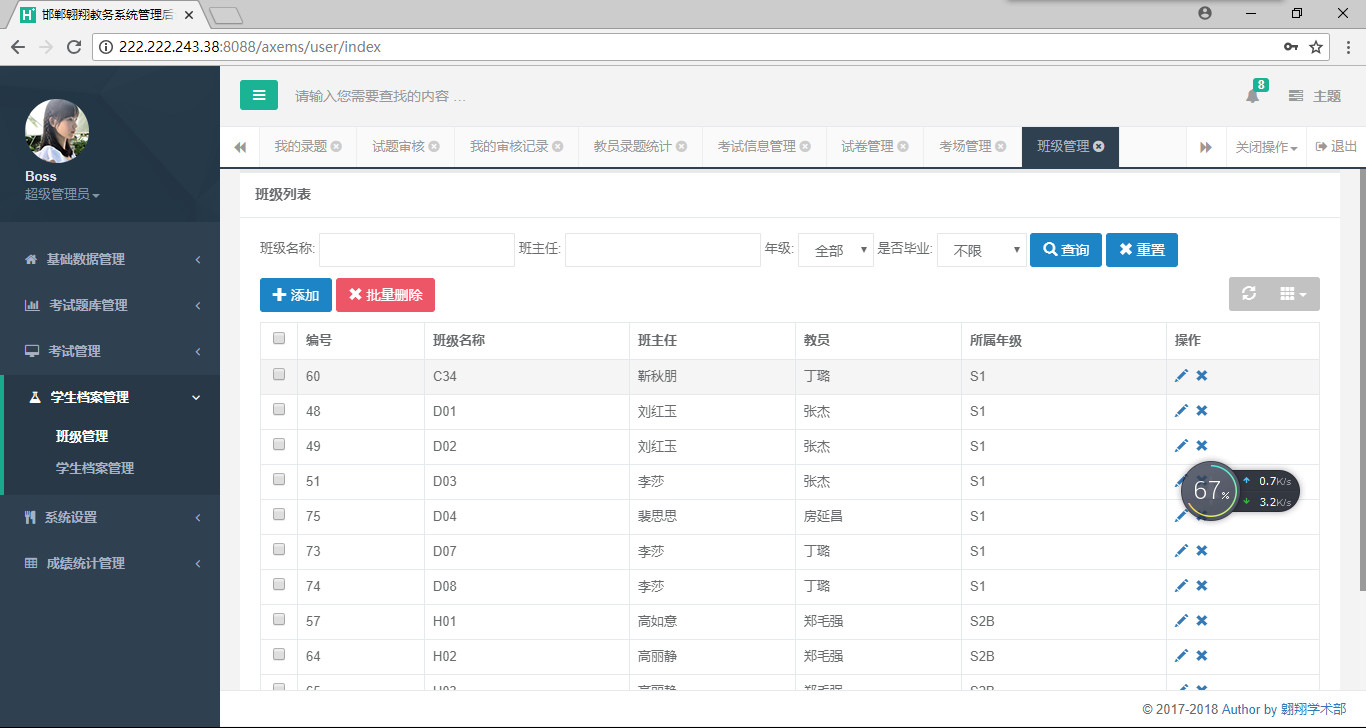 邯郸翱翔教务系统管理后
222.222.243.38:8088/axems/user/index
Boss
超级管理员
基础数据管理
考试题库管理
考试管理
学生档案管理
班级管理
学生档案管理
系统设置
成绩统计管理
请输入您需要查找的内容 …
8 主题
我的录题 试题审核 我的审核记录 教员录题统计 考试信息管理 试卷管理 考场管理 班级管理 关闭操作 退出
班级列表
班级名称: 班主任: 年级: 全部 是否毕业: 不限 查询 重置
添加 批量删除
编号 班级名称 班主任 教员 所属年级 操作
60 C34 靳秋朋 丁璐 S1
48 D01 刘红玉 张杰 S1
49 D02 刘红玉 张杰 S1
51 D03 李莎 张杰 S1
75 D04 裴思思 房延昌 S1
73 D07 李莎 丁璐 S1
74 D08 李莎 丁璐 S1
57 H01 高如意 郑毛强 S2B
64 H02 高丽静 郑毛强 S2B
67% 0.7K/s
3.2K/s
© 2017-2018 Author by 翱翔学术部